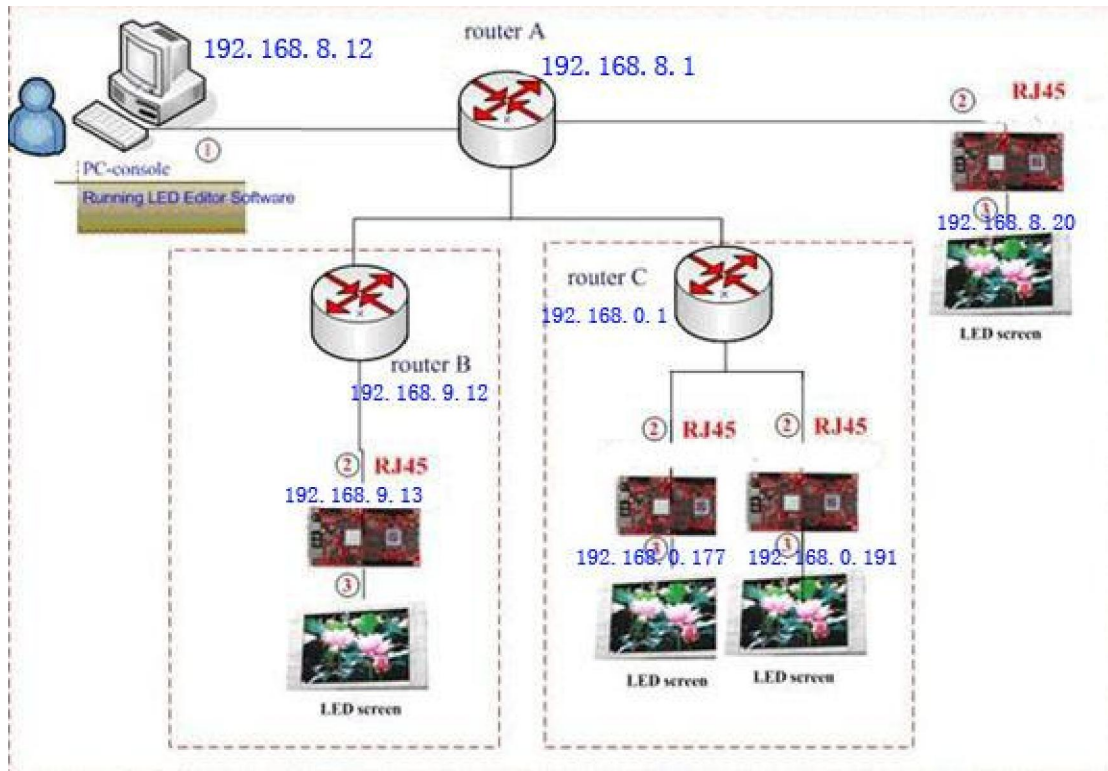 192.168.8.12
router A
192.168.8.1
② RJ45
①
PC-console
Running LED Editor Software
③
192.168.8.20
LED screen
router C
192.168.0.1
router B
192.168.9.12
② RJ45
② RJ45
② RJ45
192.168.9.13
③
192.168.0.177
③
192.168.0.191
③
LED screen
LED screen
LED screen